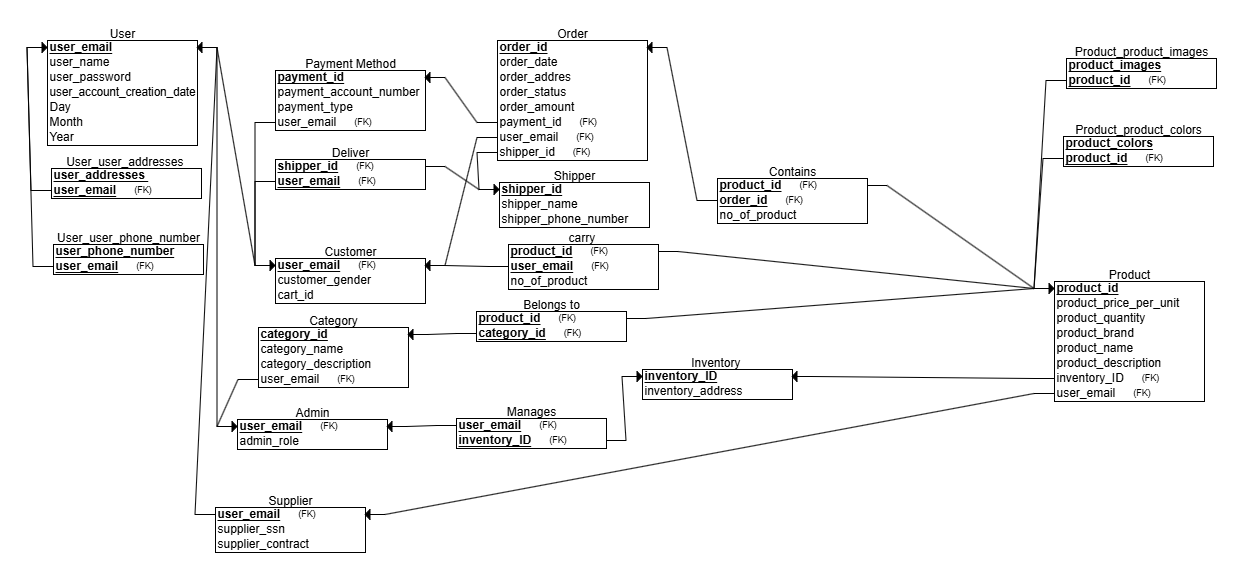 User
user_email
user_name
user_password
user_account_creation_date
Day
Month
Year
User_user_addresses
user_addresses
user_email (FK)
User_user_phone_number
user_phone_number
user_email (FK)
Payment Method
payment_id
payment_account_number
payment_type
user_email (FK)
Deliver
shipper_id (FK)
user_email (FK)
Customer
user_email (FK)
customer_gender
cart_id
Category
category_id
category_name
category_description
user_email (FK)
Admin
user_email (FK)
admin_role
Supplier
user_email (FK)
supplier_ssn
supplier_contract
Order
order_id
order_date
order_addres
order_status
order_amount
payment_id (FK)
user_email (FK)
shipper_id (FK)
Shipper
shipper_id
shipper_name
shipper_phone_number
carry
product_id (FK)
user_email (FK)
no_of_product
Belongs to
product_id (FK)
category_id (FK)
Manages
user_email (FK)
inventory_ID (FK)
Inventory
inventory_ID
inventory_address
Contains
product_id (FK)
order_id (FK)
no_of_product
Product_product_images
product_images
product_id (FK)
Product_product_colors
product_colors
product_id (FK)
Product
product_id
product_price_per_unit
product_quantity
product_brand
product_name
product_description
inventory_ID (FK)
user_email (FK)